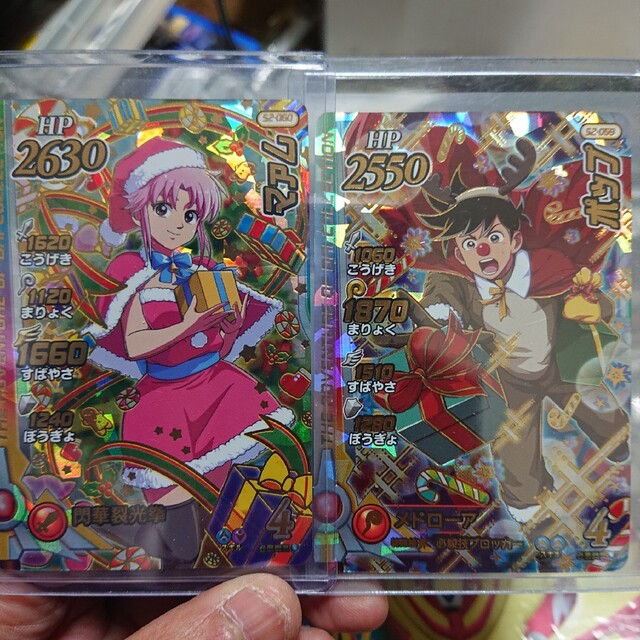 HP
2630
S2-060
マァム
1620
こうげき
1120
まりょく
1660
すばやさ
1240
ぼうぎょ
閃華裂光拳
4
HP
2550
S2-059
ポップ
1060
こうげき
1870
まりょく
1510
すばやさ
1280
ぼうぎょ
メドローア
4